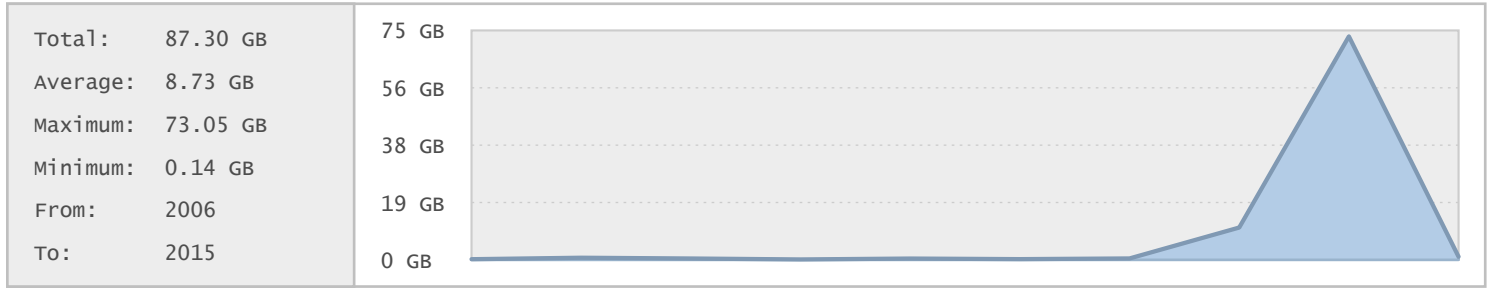 Total: 87.30 GB
Average: 8.73 GB
Maximum: 73.05 GB
Minimum: 0.14 GB
From: 2006
To: 2015
75 GB
56 GB
38 GB
19 GB
0 GB